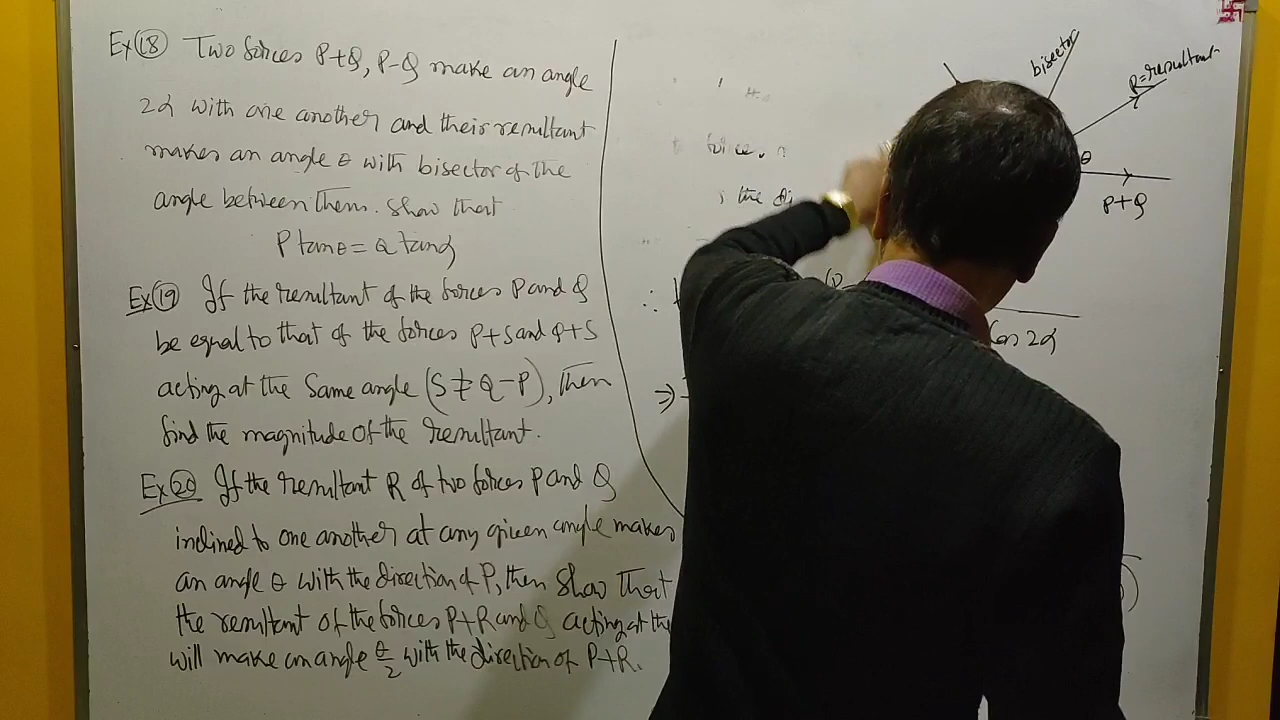 Ex 18 Two forces P+Q, P-Q make an angle
2α with one another and their resultant
makes an angle θ with bisector of the
angle between them. Show that
P tanθ = Q tanα
Ex 19 If the resultant of the forces P and Q
be equal to that of the forces P+S and Q+S
acting at the same angle (S ≠ Q-P), Then
find the magnitude of the resultant.
Ex 20 If the resultant R of two forces P and Q
inclined to one another at any given angle makes
an angle θ with the direction of P, then show that
the resultant of the forces P+R and Q acting at the
will make an angle θ/2 with the direction of P+R.
bisector
R=resultant
θ
P+Q
force.
the
∴
Cos 2α
⇒